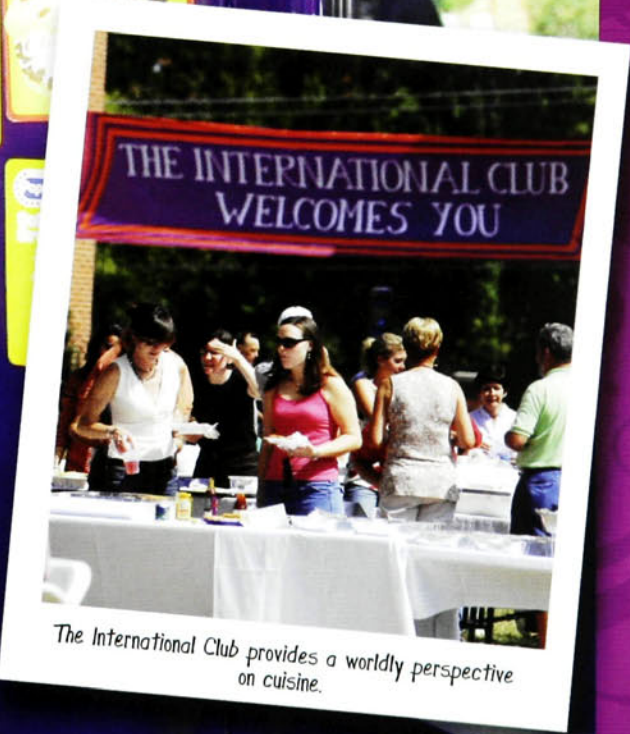 THE INTERNATIONAL CLUB
WELCOMES YOU
The International Club provides a worldly perspective
on cuisine.